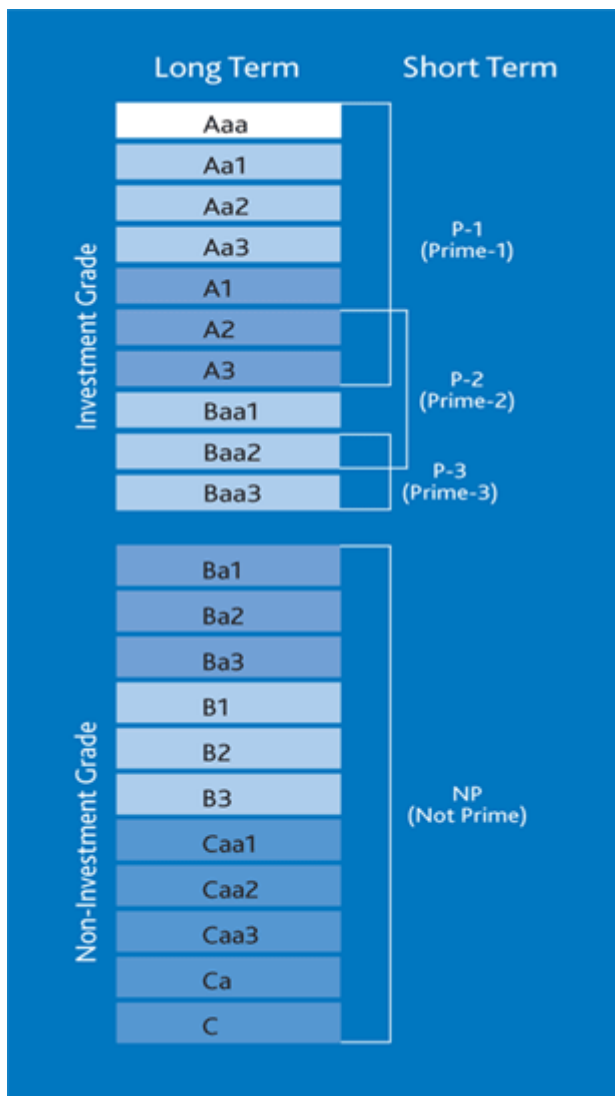 Long Term
Short Term
Investment Grade
Aaa
Aa1
Aa2
Aa3
A1
A2
A3
Baa1
Baa2
Baa3
P-1
(Prime-1)
P-2
(Prime-2)
P-3
(Prime-3)
Non-Investment Grade
Ba1
Ba2
Ba3
B1
B2
B3
Caa1
Caa2
Caa3
Ca
C
NP
(Not Prime)